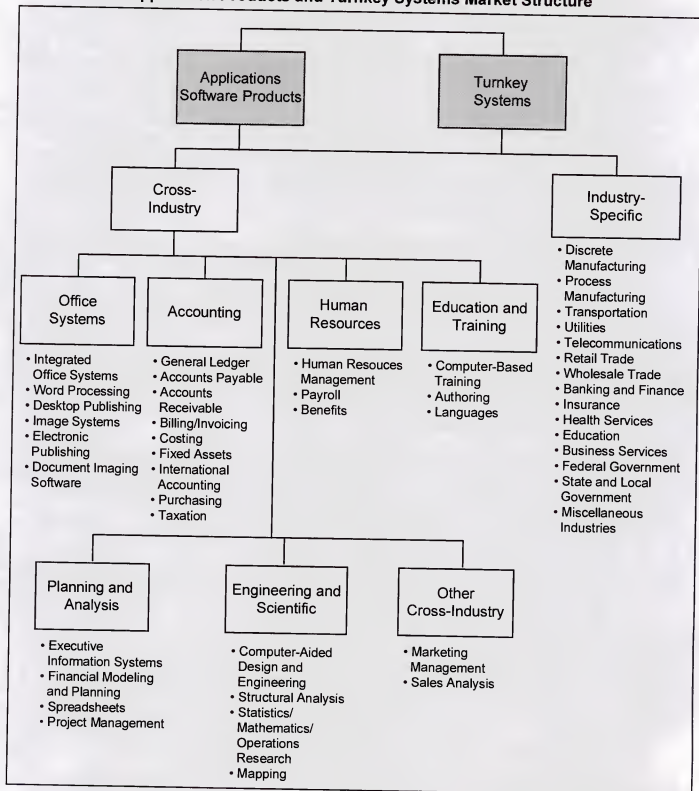 Products and Turnkey Systems Market Structure
Applications
Software Products
Turnkey
Systems
Cross-
Industry
Industry-
Specific
• Discrete
Manufacturing
• Process
Manufacturing
• Transportation
• Utilities
• Telecommunications
• Retail Trade
• Wholesale Trade
• Banking and Finance
• Insurance
• Health Services
• Education
• Business Services
• Federal Government
• State and Local
Government
• Miscellaneous
Industries
Office
Systems
• Integrated
Office Systems
• Word Processing
• Desktop Publishing
• Image Systems
• Electronic
Publishing
• Document Imaging
Software
Accounting
• General Ledger
• Accounts Payable
• Accounts
Receivable
• Billing/Invoicing
• Costing
• Fixed Assets
• International
Accounting
• Purchasing
• Taxation
Human
Resources
• Human Resouces
Management
• Payroll
• Benefits
Education and
Training
• Computer-Based
Training
• Authoring
• Languages
Planning and
Analysis
• Executive
Information Systems
• Financial Modeling
and Planning
• Spreadsheets
• Project Management
Engineering and
Scientific
• Computer-Aided
Design and
Engineering
• Structural Analysis
• Statistics/
Mathematics/
Operations
Research
• Mapping
Other
Cross-Industry
• Marketing
Management
• Sales Analysis